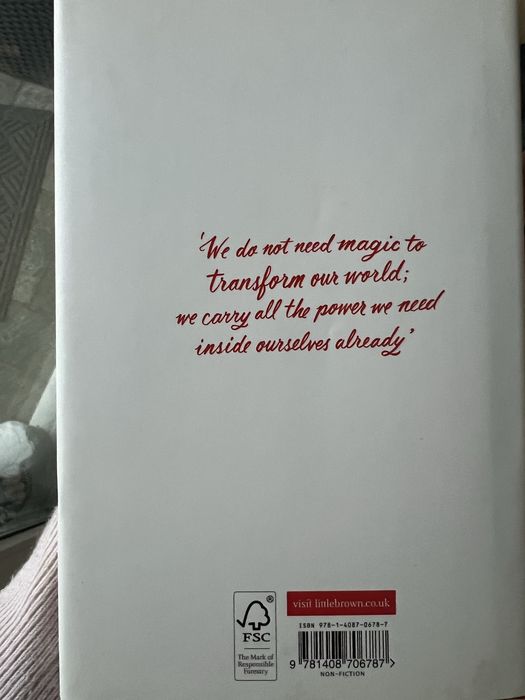 'We do not need magic to
transform our world;
we carry all the power we need
inside ourselves already'
visit littlebrown.co.uk
ISBN 978-1-4087-0678-7
®
FSC
The Mark of
Responsible
Forestry
9 781408 706787 >
NON-FICTION